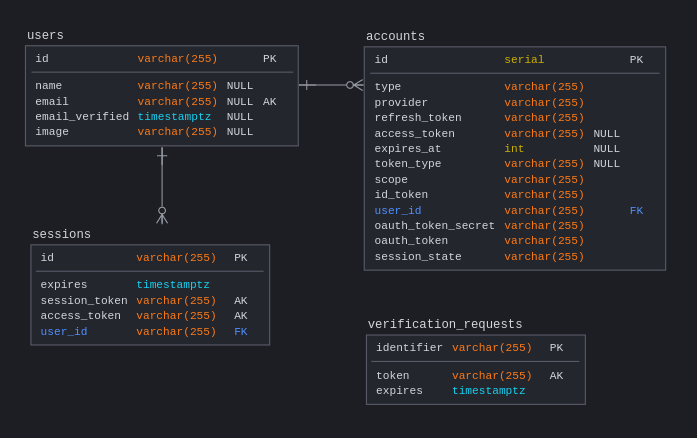 users
id varchar(255) PK
name varchar(255) NULL
email varchar(255) NULL AK
email_verified timestamptz NULL
image varchar(255) NULL
accounts
id serial PK
type varchar(255)
provider varchar(255)
refresh_token varchar(255)
access_token varchar(255) NULL
expires_at int NULL
token_type varchar(255) NULL
scope varchar(255)
id_token varchar(255)
user_id varchar(255) FK
oauth_token_secret varchar(255)
oauth_token varchar(255)
session_state varchar(255)
sessions
id varchar(255) PK
expires timestamptz
session_token varchar(255) AK
access_token varchar(255) AK
user_id varchar(255) FK
verification_requests
identifier varchar(255) PK
token varchar(255) AK
expires timestamptz